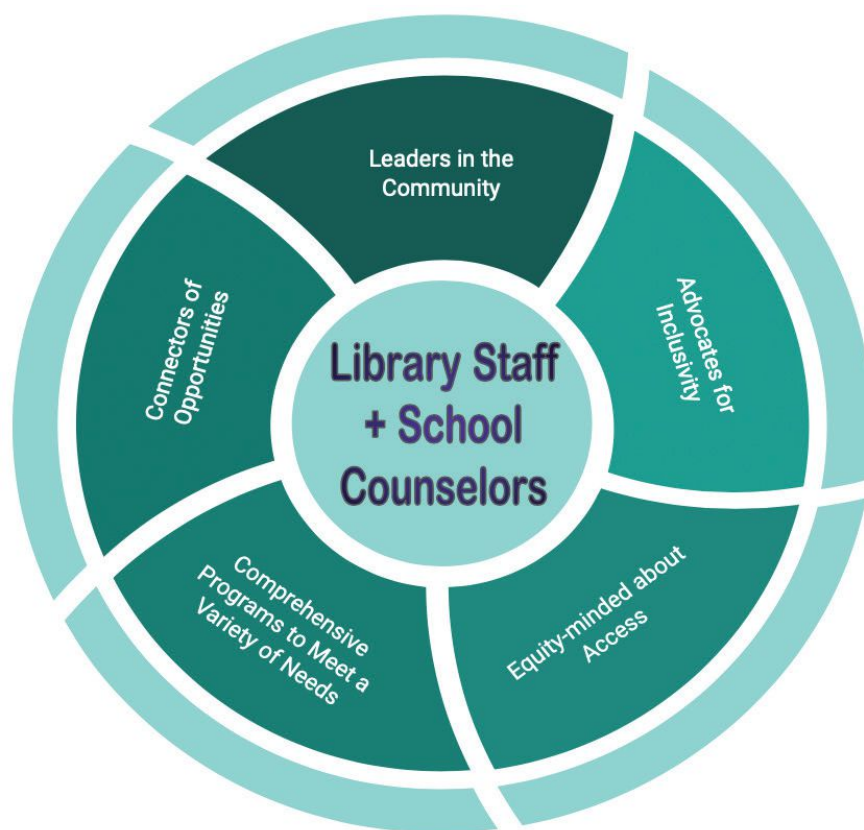 Leaders in the
Community
Advocates for
Inclusivity
Equity-minded about
Access
Comprehensive
Programs to Meet a
Variety of Needs
Connectors of
Opportunities
Library Staff
+ School
Counselors